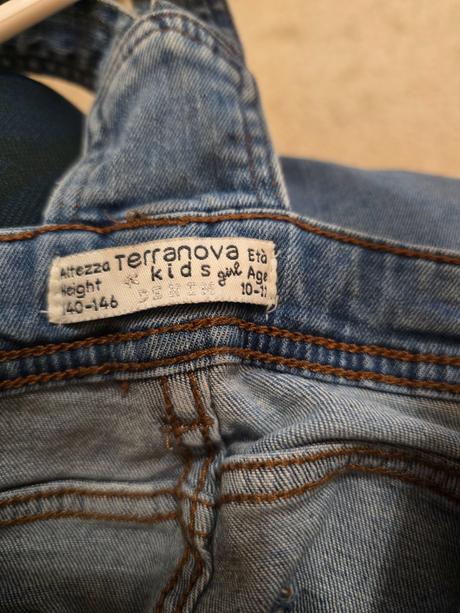 Altezza Terranova Età
Height kids girl Age
140-146 DENIM 10-11